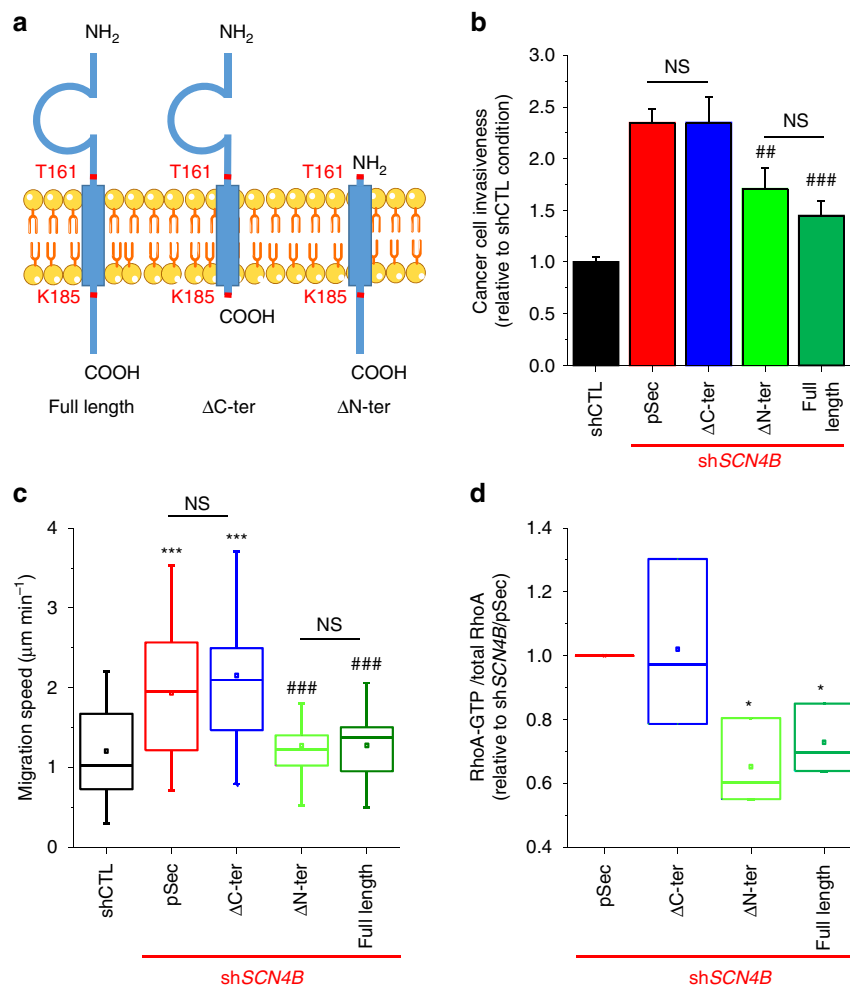 a
NH₂
NH₂
T161
T161
T161
NH₂
K185
K185
K185
COOH
COOH
COOH
Full length
ΔC-ter
ΔN-ter
b
Cancer cell invasiveness
(relative to shCTL condition)
3.0
2.5
2.0
1.5
1.0
0.5
0.0
NS
NS
##
###
shCTL
pSec
ΔC-ter
ΔN-ter
Full
length
shSCN4B
c
Migration speed (µm min⁻¹)
4
3
2
1
0
NS
***
***
NS
###
###
shCTL
pSec
ΔC-ter
ΔN-ter
Full length
shSCN4B
d
RhoA-GTP /total RhoA
(relative to shSCN4B/pSec)
1.4
1.2
1.0
0.8
0.6
0.4
*
*
pSec
ΔC-ter
ΔN-ter
Full length
shSCN4B